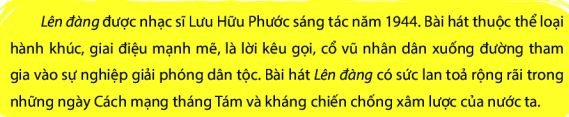 Lên đàng được nhạc sĩ Lưu Hữu Phước sáng tác năm 1944. Bài hát thuộc thể loại
hành khúc, giai điệu mạnh mẽ, là lời kêu gọi, cổ vũ nhân dân xuống đường tham
gia vào sự nghiệp giải phóng dân tộc. Bài hát Lên đàng có sức lan toả rộng rãi trong
những ngày Cách mạng tháng Tám và kháng chiến chống xâm lược của nước ta.